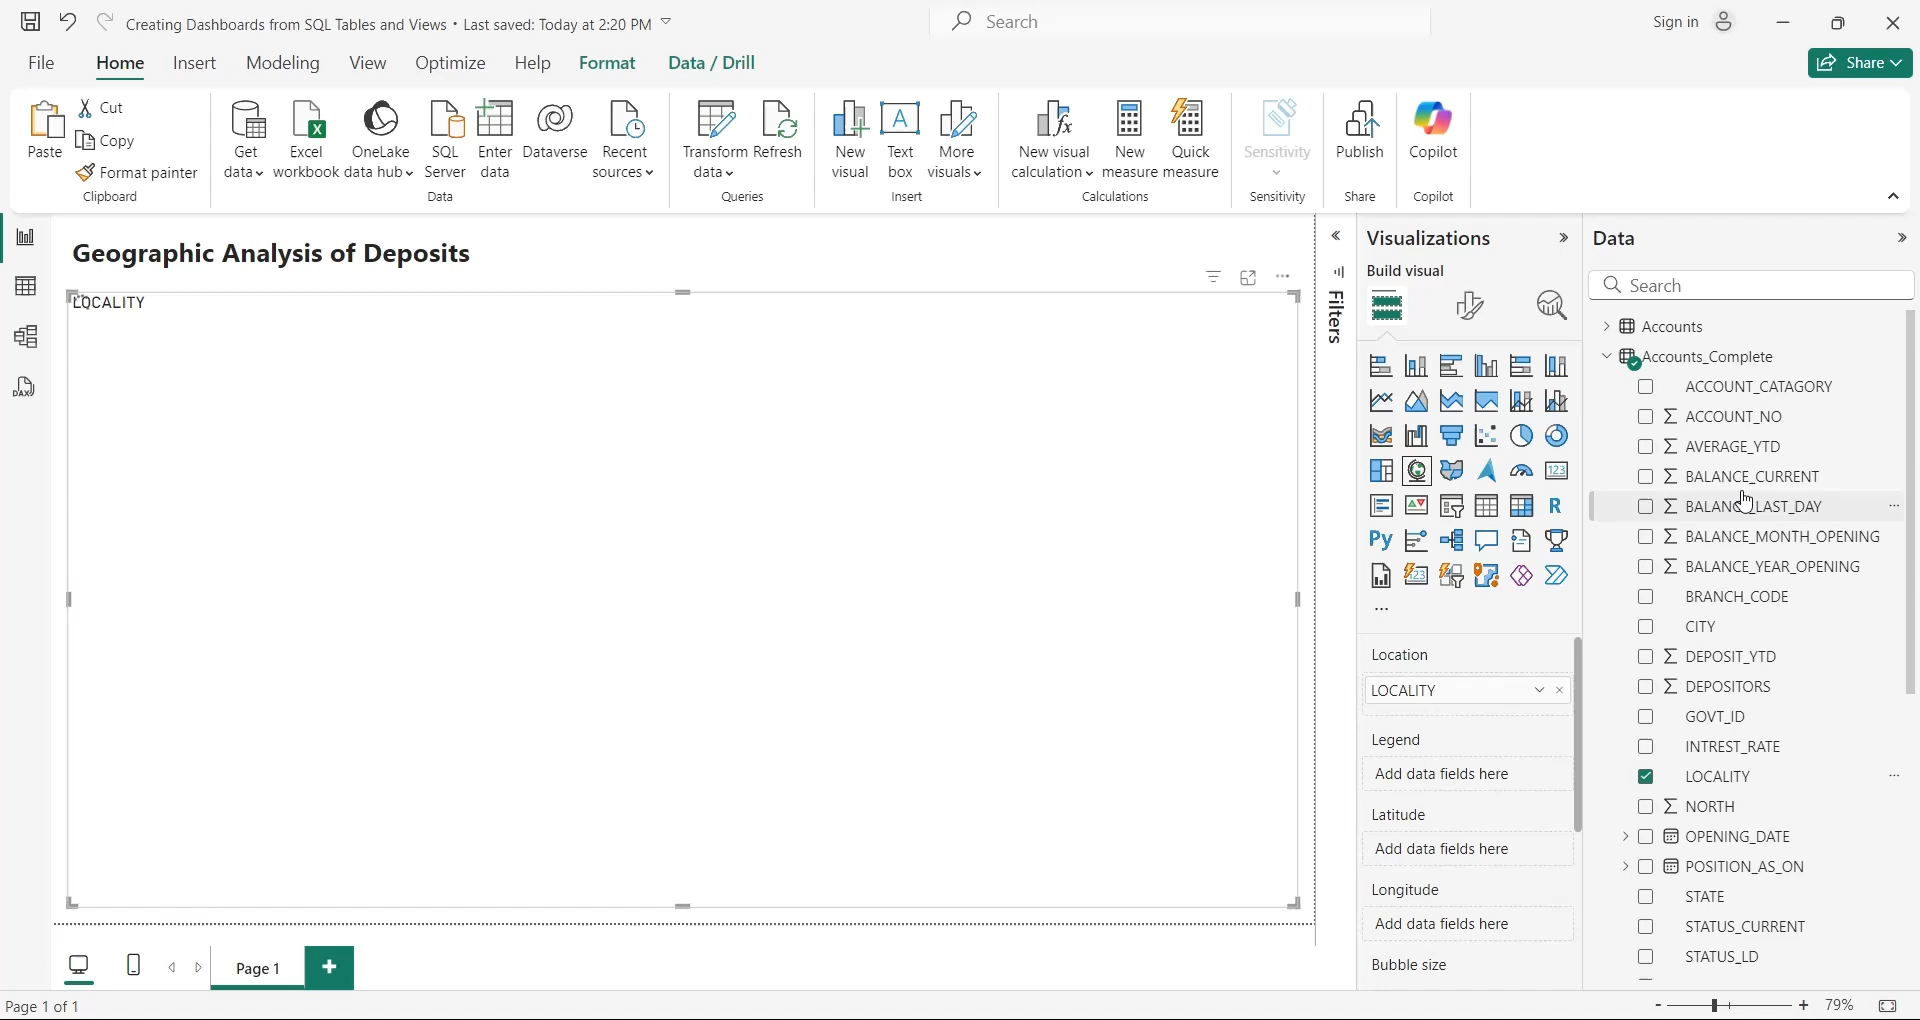 Creating Dashboards from SQL Tables and Views • Last saved: Today at 2:20 PM
Search
Sign in
File
Home
Insert
Modeling
View
Optimize
Help
Format
Data / Drill
Share
Paste
Cut
Copy
Format painter
Clipboard
Get
data
Excel
workbook
OneLake
data hub
SQL
Server
Enter
data
Dataverse
Recent
sources
Data
Transform
data
Refresh
Queries
New
visual
A
Text
box
More
visuals
Insert
New visual
calculation
New
measure
Quick
measure
Calculations
Sensitivity
Sensitivity
Publish
Share
Copilot
Copilot
DAX
Geographic Analysis of Deposits
LOCALITY
Filters
Visualizations
Build visual
123
R
Py
123
Location
LOCALITY
Legend
Add data fields here
Latitude
Add data fields here
Longitude
Add data fields here
Bubble size
Data
Search
Accounts
Accounts_Complete
ACCOUNT_CATAGORY
ACCOUNT_NO
AVERAGE_YTD
BALANCE_CURRENT
BALANCE_LAST_DAY
BALANCE_MONTH_OPENING
BALANCE_YEAR_OPENING
BRANCH_CODE
CITY
DEPOSIT_YTD
DEPOSITORS
GOVT_ID
INTREST_RATE
LOCALITY
NORTH
OPENING_DATE
POSITION_AS_ON
STATE
STATUS_CURRENT
STATUS_LD
Page 1
Page 1 of 1
79%